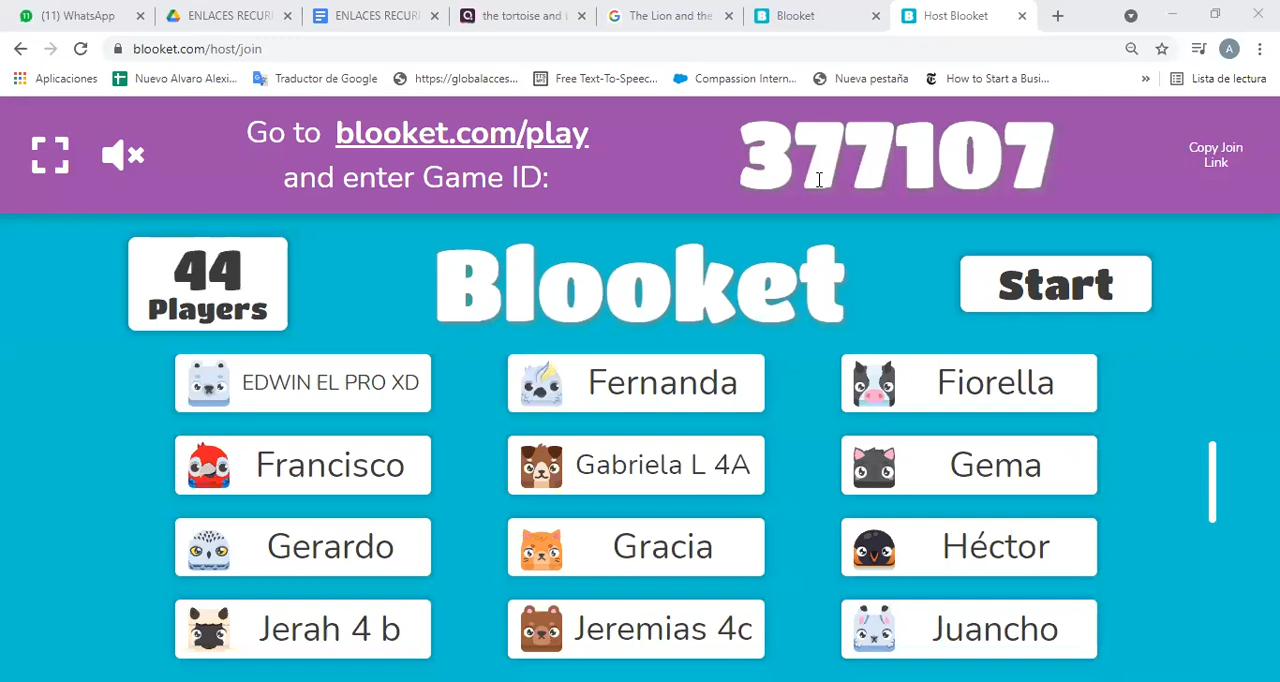 (11) WhatsApp
ENLACES RECUR
ENLACES RECUR
the tortoise and
The Lion and the
Blooket
Host Blooket
blooket.com/host/join
A
Aplicaciones
Nuevo Alvaro Alexi...
Traductor de Google
https://globalacces...
Free Text-To-Speec...
Compassion Intern...
Nueva pestaña
How to Start a Busi...
»
Lista de lectura
Go to blooket.com/play
and enter Game ID:
377107
Copy Join
Link
44
Players
Blooket
Start
EDWIN EL PRO XD
Fernanda
Fiorella
Francisco
Gabriela L 4A
Gema
Gerardo
Gracia
Héctor
Jerah 4 b
Jeremias 4c
Juancho